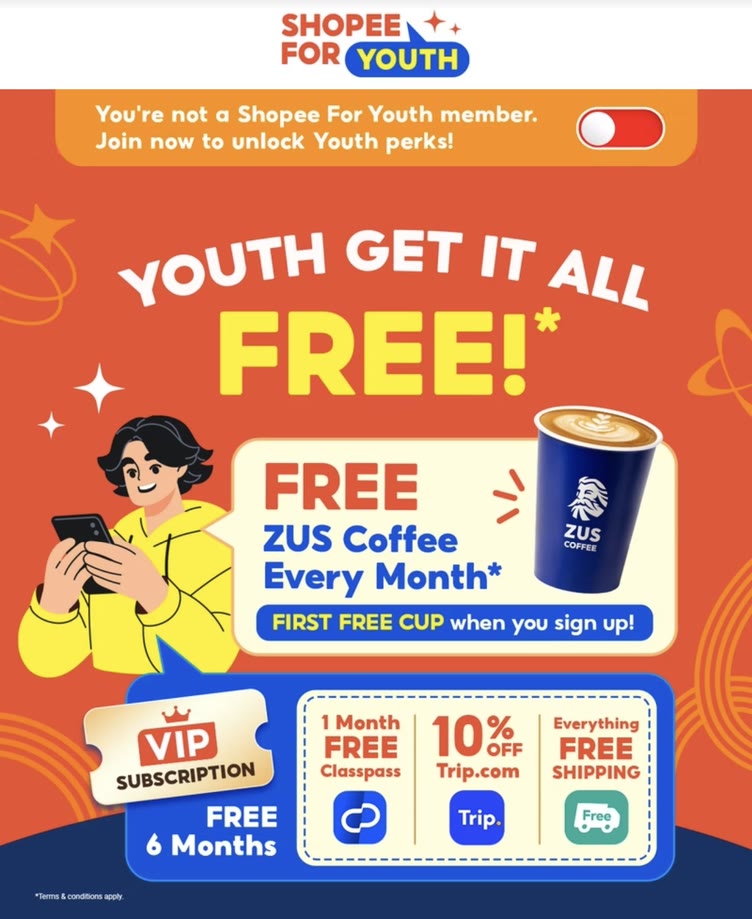 SHOPEE
FOR YOUTH
You're not a Shopee For Youth member.
Join now to unlock Youth perks!
YOUTH GET IT ALL
FREE!*
FREE
ZUS Coffee
Every Month*
FIRST FREE CUP when you sign up!
ZUS
COFFEE
VIP
SUBSCRIPTION
FREE
6 Months
1 Month
FREE
Classpass
10% OFF
Trip.com
Trip.
Everything
FREE
SHIPPING
Free
*Terms & conditions apply.